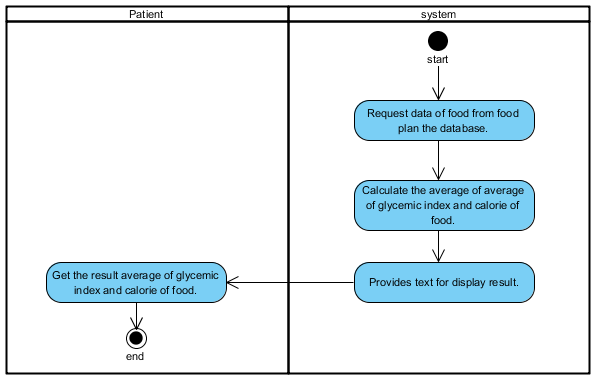 Patient
system
start
Request data of food from food
plan the database.
Calculate the average of average
of glycemic index and calorie of
food.
Provides text for display result.
Get the result average of glycemic
index and calorie of food.
end